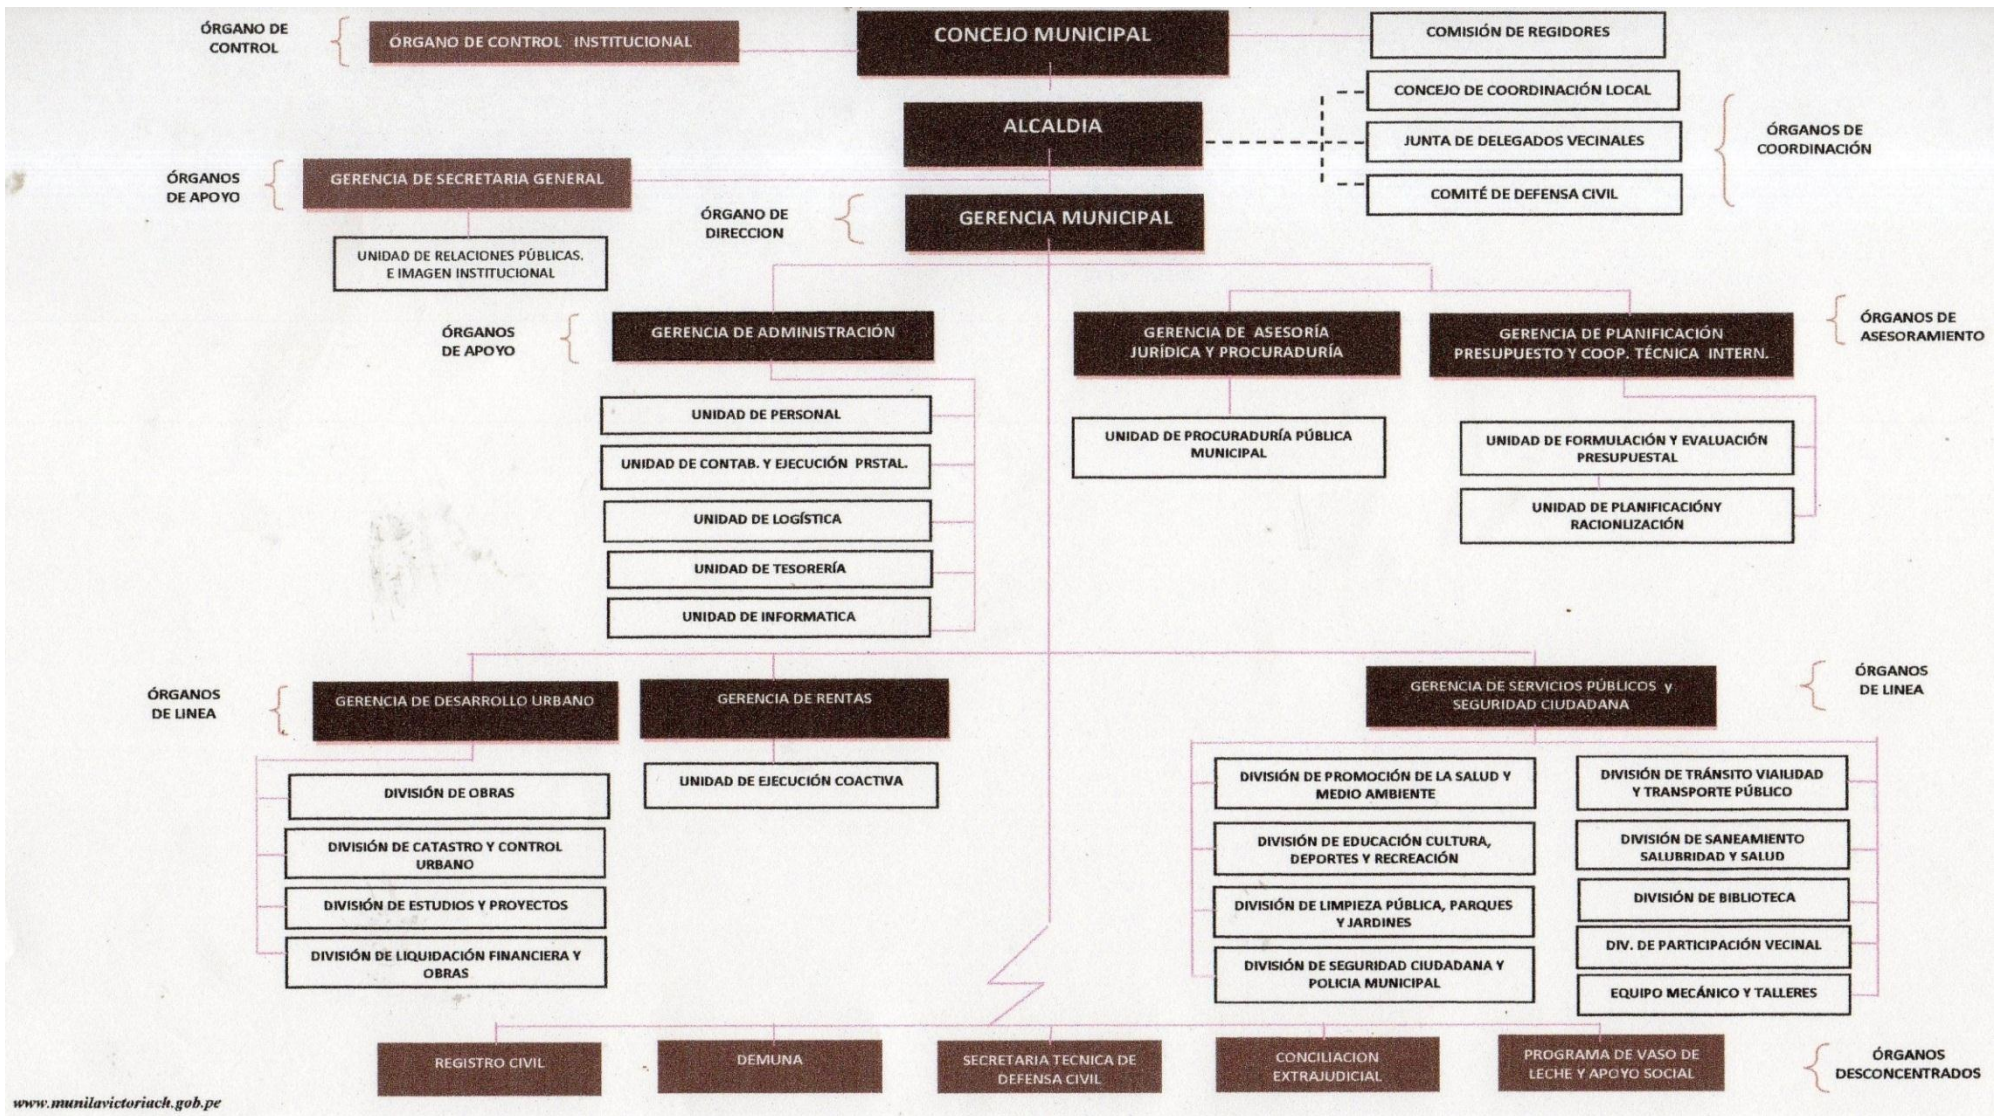 ÓRGANO DE
CONTROL
ÓRGANO DE CONTROL INSTITUCIONAL
CONCEJO MUNICIPAL
COMISIÓN DE REGIDORES
ALCALDIA
CONCEJO DE COORDINACIÓN LOCAL
JUNTA DE DELEGADOS VECINALES
COMITÉ DE DEFENSA CIVIL
ÓRGANOS DE
COORDINACIÓN
ÓRGANOS
DE APOYO
GERENCIA DE SECRETARIA GENERAL
UNIDAD DE RELACIONES PÚBLICAS.
E IMAGEN INSTITUCIONAL
ÓRGANO DE
DIRECCION
GERENCIA MUNICIPAL
ÓRGANOS
DE APOYO
GERENCIA DE ADMINISTRACIÓN
GERENCIA DE ASESORÍA
JURÍDICA Y PROCURADURÍA
GERENCIA DE PLANIFICACIÓN
PRESUPUESTO Y COOP. TÉCNICA INTERN.
ÓRGANOS DE
ASESORAMIENTO
UNIDAD DE PERSONAL
UNIDAD DE CONTAB. Y EJECUCIÓN PRSTAL.
UNIDAD DE LOGÍSTICA
UNIDAD DE TESORERÍA
UNIDAD DE INFORMATICA
UNIDAD DE PROCURADURÍA PÚBLICA
MUNICIPAL
UNIDAD DE FORMULACIÓN Y EVALUACIÓN
PRESUPUESTAL
UNIDAD DE PLANIFICACIÓNY
RACIONLIZACIÓN
ÓRGANOS
DE LINEA
GERENCIA DE DESARROLLO URBANO
GERENCIA DE RENTAS
GERENCIA DE SERVICIOS PÚBLICOS y
SEGURIDAD CIUDADANA
ÓRGANOS
DE LINEA
DIVISIÓN DE OBRAS
DIVISIÓN DE CATASTRO Y CONTROL
URBANO
DIVISIÓN DE ESTUDIOS Y PROYECTOS
DIVISIÓN DE LIQUIDACIÓN FINANCIERA Y
OBRAS
UNIDAD DE EJECUCIÓN COACTIVA
DIVISIÓN DE PROMOCIÓN DE LA SALUD Y
MEDIO AMBIENTE
DIVISIÓN DE EDUCACIÓN CULTURA,
DEPORTES Y RECREACIÓN
DIVISIÓN DE LIMPIEZA PÚBLICA, PARQUES
Y JARDINES
DIVISIÓN DE SEGURIDAD CIUDADANA Y
POLICIA MUNICIPAL
DIVISIÓN DE TRÁNSITO VIAILIDAD
Y TRANSPORTE PÚBLICO
DIVISIÓN DE SANEAMIENTO
SALUBRIDAD Y SALUD
DIVISIÓN DE BIBLIOTECA
DIV. DE PARTICIPACIÓN VECINAL
EQUIPO MECÁNICO Y TALLERES
REGISTRO CIVIL
DEMUNA
SECRETARIA TECNICA DE
DEFENSA CIVIL
CONCILIACION
EXTRAJUDICIAL
PROGRAMA DE VASO DE
LECHE Y APOYO SOCIAL
ÓRGANOS
DESCONCENTRADOS
www.munilavictoriach.gob.pe